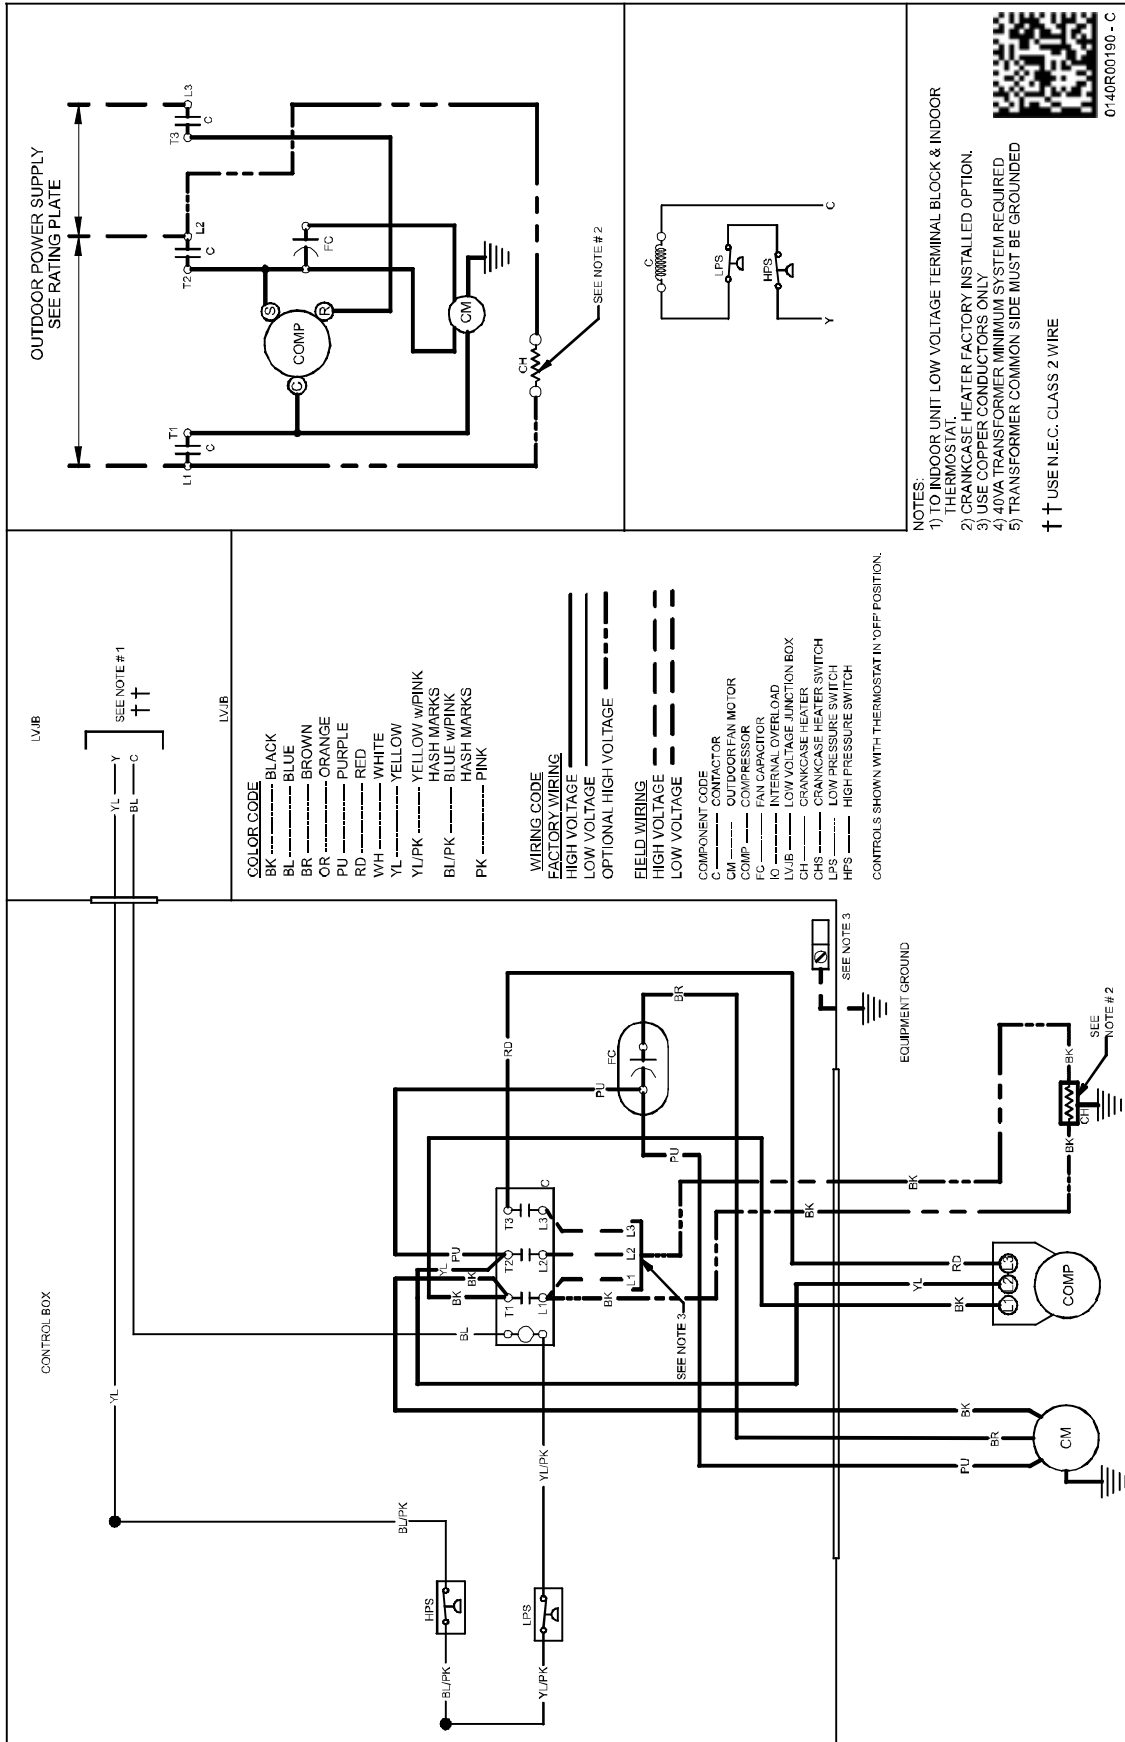 CONTROL BOX
YL
BL/PK
HPS
BL/PK
LPS
YL/PK
YL/PK
BL
T1
T2
T3
L1
L2
L3
C
BK
BK
YL
PU
BK
RD
PU
FC
BR
PU
L1
L2
L3
SEE NOTE 3
BK
BK
SEE NOTE 3
EQUIPMENT GROUND
PU
BR
BK
CM
BK
YL
RD
L1
L2
L3
COMP
BK
CH
BK
SEE
NOTE # 2
LVJB
YL
Y
BL
C
SEE NOTE # 1
††
LVJB
COLOR CODE
BK BLACK
BL BLUE
BR BROWN
OR ORANGE
PU PURPLE
RD RED
WH WHITE
YL YELLOW
YL/PK YELLOW w/PINK
HASH MARKS
BL/PK BLUE w/PINK
HASH MARKS
PK PINK
WIRING CODE
FACTORY WIRING
HIGH VOLTAGE
LOW VOLTAGE
OPTIONAL HIGH VOLTAGE
FIELD WIRING
HIGH VOLTAGE
LOW VOLTAGE
COMPONENT CODE
C CONTACTOR
CM OUTDOOR FAN MOTOR
COMP COMPRESSOR
FC FAN CAPACITOR
IO INTERNAL OVERLOAD
LVJB LOW VOLTAGE JUNCTION BOX
CH CRANKCASE HEATER
CHS CRANKCASE HEATER SWITCH
LPS LOW PRESSURE SWITCH
HPS HIGH PRESSURE SWITCH
CONTROLS SHOWN WITH THERMOSTAT IN "OFF" POSITION.
OUTDOOR POWER SUPPLY
SEE RATING PLATE
L1
T1
C
T2
L2
C
T3
L3
C
C
COMP
S
R
FC
CM
CH
SEE NOTE # 2
C
LPS
HPS
Y
C
NOTES:
1) TO INDOOR UNIT LOW VOLTAGE TERMINAL BLOCK & INDOOR
THERMOSTAT.
2) CRANKCASE HEATER FACTORY INSTALLED OPTION.
3) USE COPPER CONDUCTORS ONLY
4) 40VA TRANSFORMER MINIMUM SYSTEM REQUIRED
5) TRANSFORMER COMMON SIDE MUST BE GROUNDED
†† USE N.E.C. CLASS 2 WIRE
0140R00190 - C